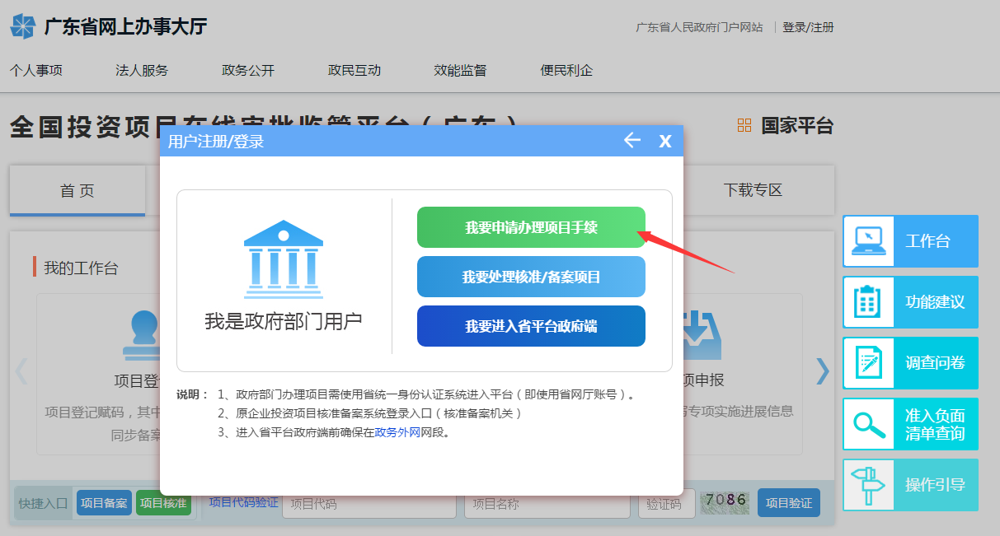 广东省网上办事大厅
广东省人民政府门户网站 登录/注册
个人事项 法人服务 政务公开 政民互动 效能监督 便民利企
全国投资项目在线审批监管平台（广东）
国家平台
用户注册/登录 X
首 页
下载专区
我要申请办理项目手续
我要处理核准/备案项目
我要进入省平台政府端
我是政府部门用户
说明： 1、政府部门办理项目需使用省统一身份认证系统进入平台（即使用省网厅账号）。
2、原企业投资项目核准备案系统登录入口（核准备案机关）
3、进入省平台政府端前确保在政务外网网段。
我的工作台
项目登
项目登记赋码，其中
同步备案
项申报
专项实施进展信息
工作台
功能建议
调查问卷
准入负面
清单查询
操作引导
快捷入口 项目备案 项目核准 项目代码验证 项目代码 项目名称 验证码 7086 项目验证